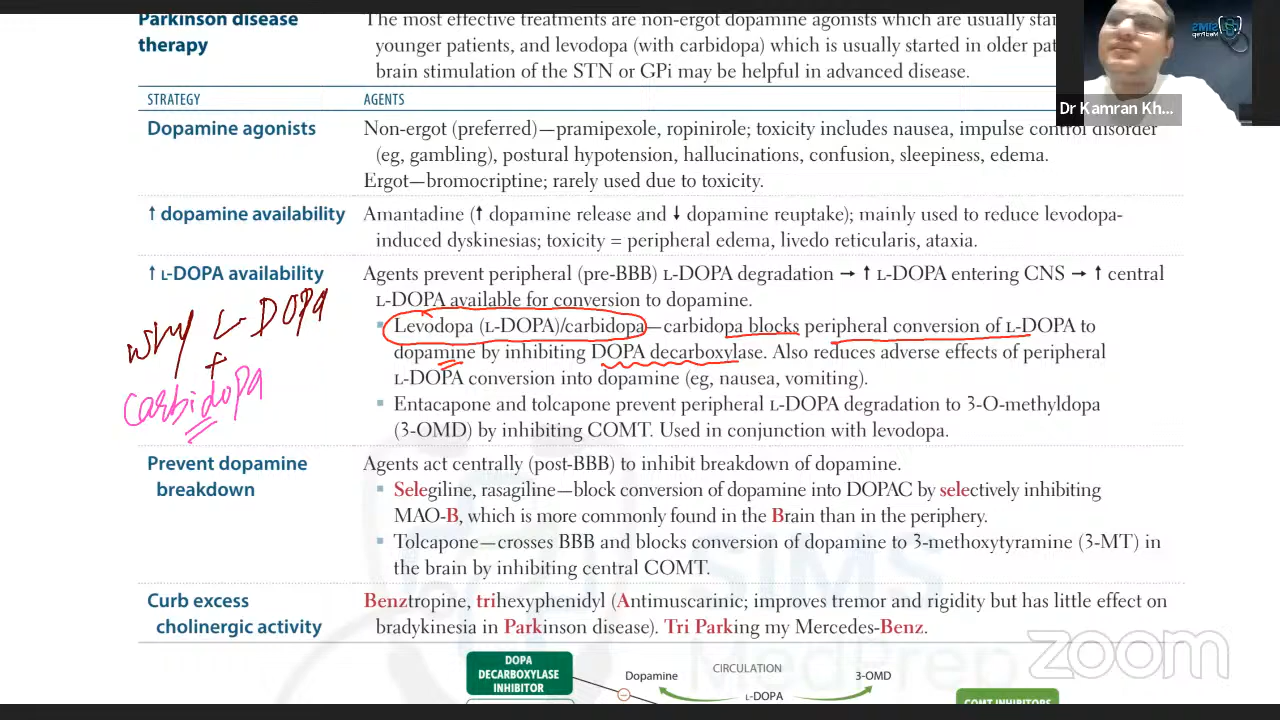 Parkinson disease
therapy
The most effective treatments are non-ergot dopamine agonists which are usually star
younger patients, and levodopa (with carbidopa) which is usually started in older pat
brain stimulation of the STN or GPi may be helpful in advanced disease.
Dr Kamran Kh...
STRATEGY
AGENTS
Dopamine agonists
Non-ergot (preferred)—pramipexole, ropinirole; toxicity includes nausea, impulse control disorder
(eg, gambling), postural hypotension, hallucinations, confusion, sleepiness, edema.
Ergot—bromocriptine; rarely used due to toxicity.
↑ dopamine availability
Amantadine (↑ dopamine release and ↓ dopamine reuptake); mainly used to reduce levodopa-
induced dyskinesias; toxicity = peripheral edema, livedo reticularis, ataxia.
↑ L-DOPA availability
Agents prevent peripheral (pre-BBB) L-DOPA degradation → ↑ L-DOPA entering CNS → ↑ central
L-DOPA available for conversion to dopamine.
Levodopa (L-DOPA)/carbidopa—carbidopa blocks peripheral conversion of L-DOPA to
dopamine by inhibiting DOPA decarboxylase. Also reduces adverse effects of peripheral
L-DOPA conversion into dopamine (eg, nausea, vomiting).
Entacapone and tolcapone prevent peripheral L-DOPA degradation to 3-O-methyldopa
(3-OMD) by inhibiting COMT. Used in conjunction with levodopa.
why L-DOPA
+
carbidopa
Prevent dopamine
breakdown
Agents act centrally (post-BBB) to inhibit breakdown of dopamine.
Selegiline, rasagiline—block conversion of dopamine into DOPAC by selectively inhibiting
MAO-B, which is more commonly found in the Brain than in the periphery.
Tolcapone—crosses BBB and blocks conversion of dopamine to 3-methoxytyramine (3-MT) in
the brain by inhibiting central COMT.
SIMS
Curb excess
cholinergic activity
Benztropine, trihexyphenidyl (Antimuscarinic; improves tremor and rigidity but has little effect on
bradykinesia in Parkinson disease). Tri Parking my Mercedes-Benz.
zoom
DOPA
DECARBOXYLASE
INHIBITOR
CIRCULATION
Dopamine
3-OMD
L-DOPA
COMT INHIBITORS